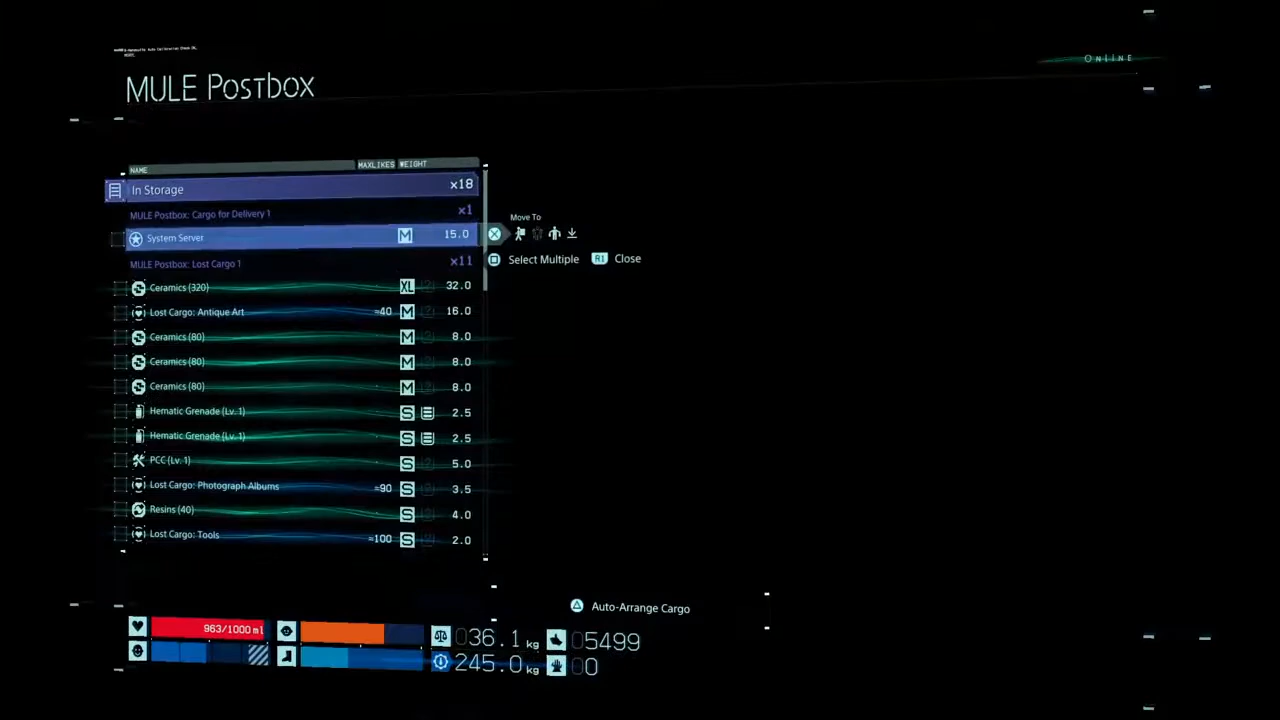 ONLINE
MULE Postbox
NAME MAXLIKES WEIGHT
In Storage x18
MULE Postbox: Cargo for Delivery 1 x1
System Server M 15.0
Move To
MULE Postbox: Lost Cargo 1 x11
Select Multiple R1 Close
Ceramics (320) XL 32.0
Lost Cargo: Antique Art ≈40 M 16.0
Ceramics (80) M 8.0
Ceramics (80) M 8.0
Ceramics (80) M 8.0
Hematic Grenade (Lv. 1) S 2.5
Hematic Grenade (Lv. 1) S 2.5
PCC (Lv. 1) S 5.0
Lost Cargo: Photograph Albums ≈90 S 3.5
Resins (40) S 4.0
Lost Cargo: Tools ≈100 S 2.0
Auto-Arrange Cargo
963/1000 ml 036.1 kg 05499
245.0 kg 00